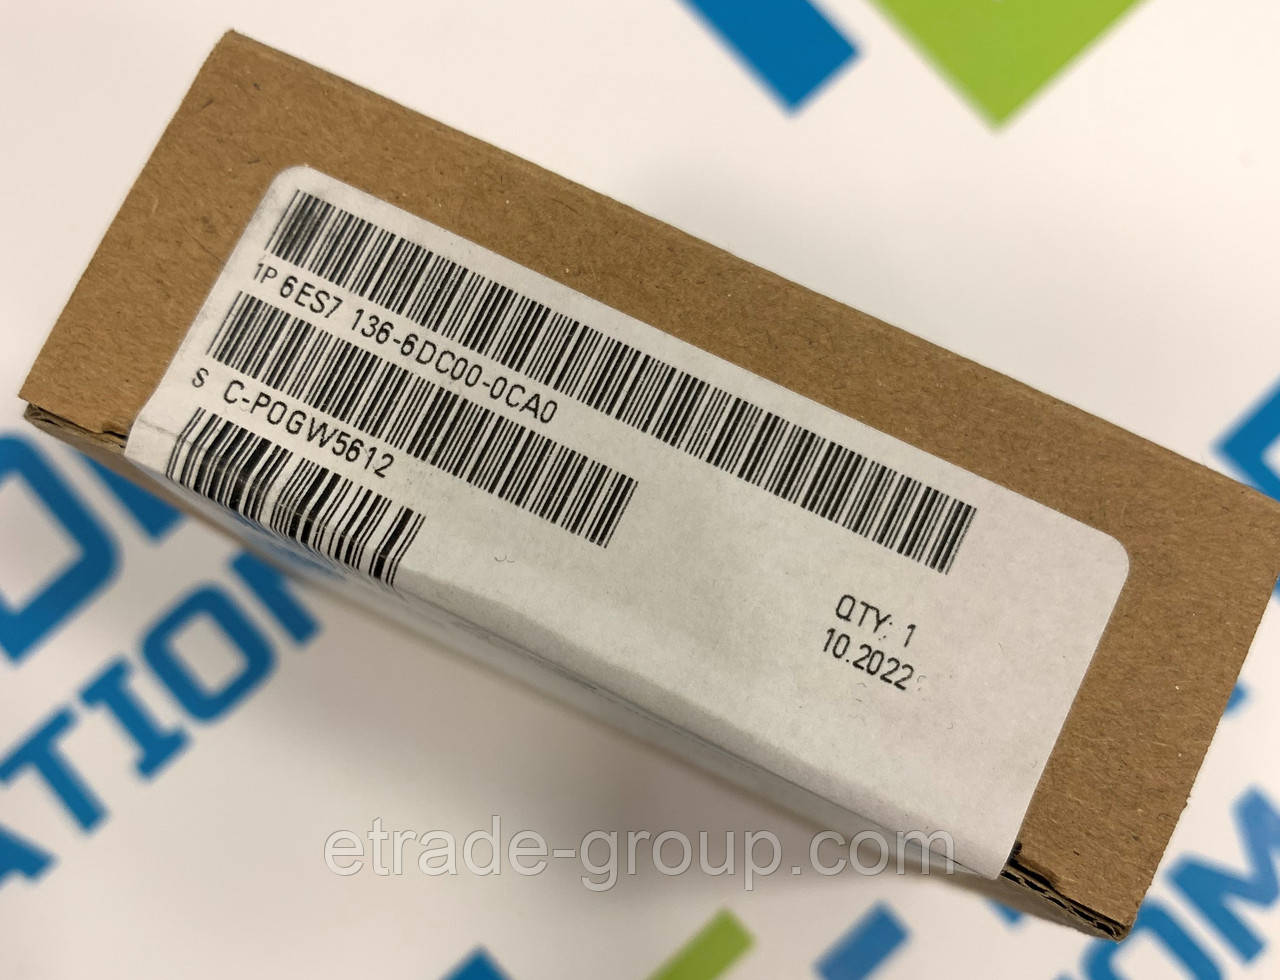 1P 6ES7 136-6DC00-0CA0
S C-P0GW5612
QTY: 1
10.2022
etrade-group.com